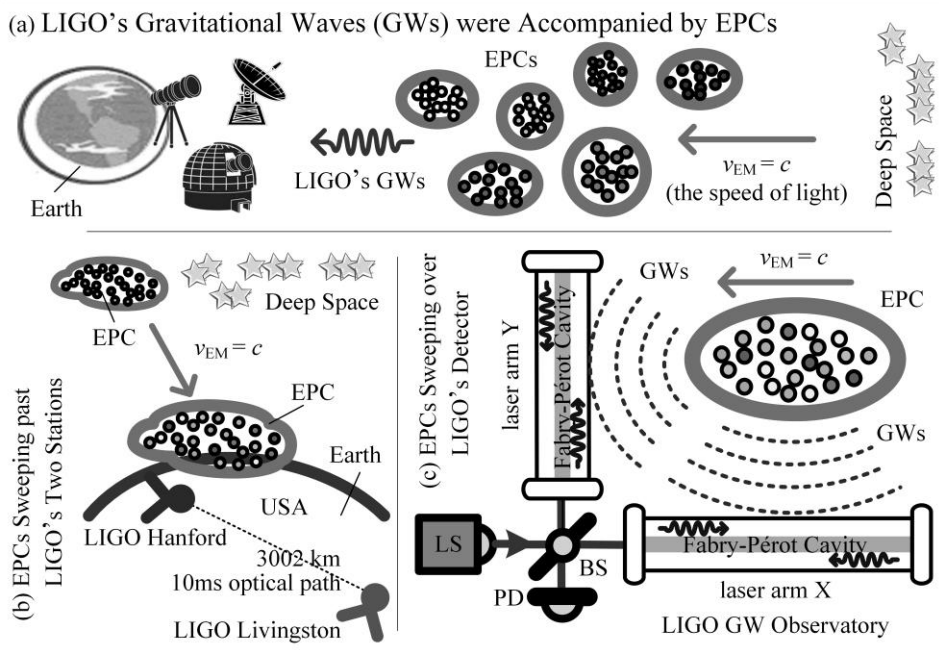 (a) LIGO's Gravitational Waves (GWs) were Accompanied by EPCs
EPCs
LIGO's GWs
v_EM = c
(the speed of light)
Deep Space
Earth
(b) EPCs Sweeping past
LIGO's Two Stations
EPC
Deep Space
v_EM = c
EPC
Earth
USA
LIGO Hanford
3002 km
10ms optical path
LIGO Livingston
(c) EPCs Sweeping over
LIGO's Detector
laser arm Y
Fabry-Pérot Cavity
GWs
v_EM = c
EPC
GWs
LS
BS
PD
Fabry-Pérot Cavity
laser arm X
LIGO GW Observatory